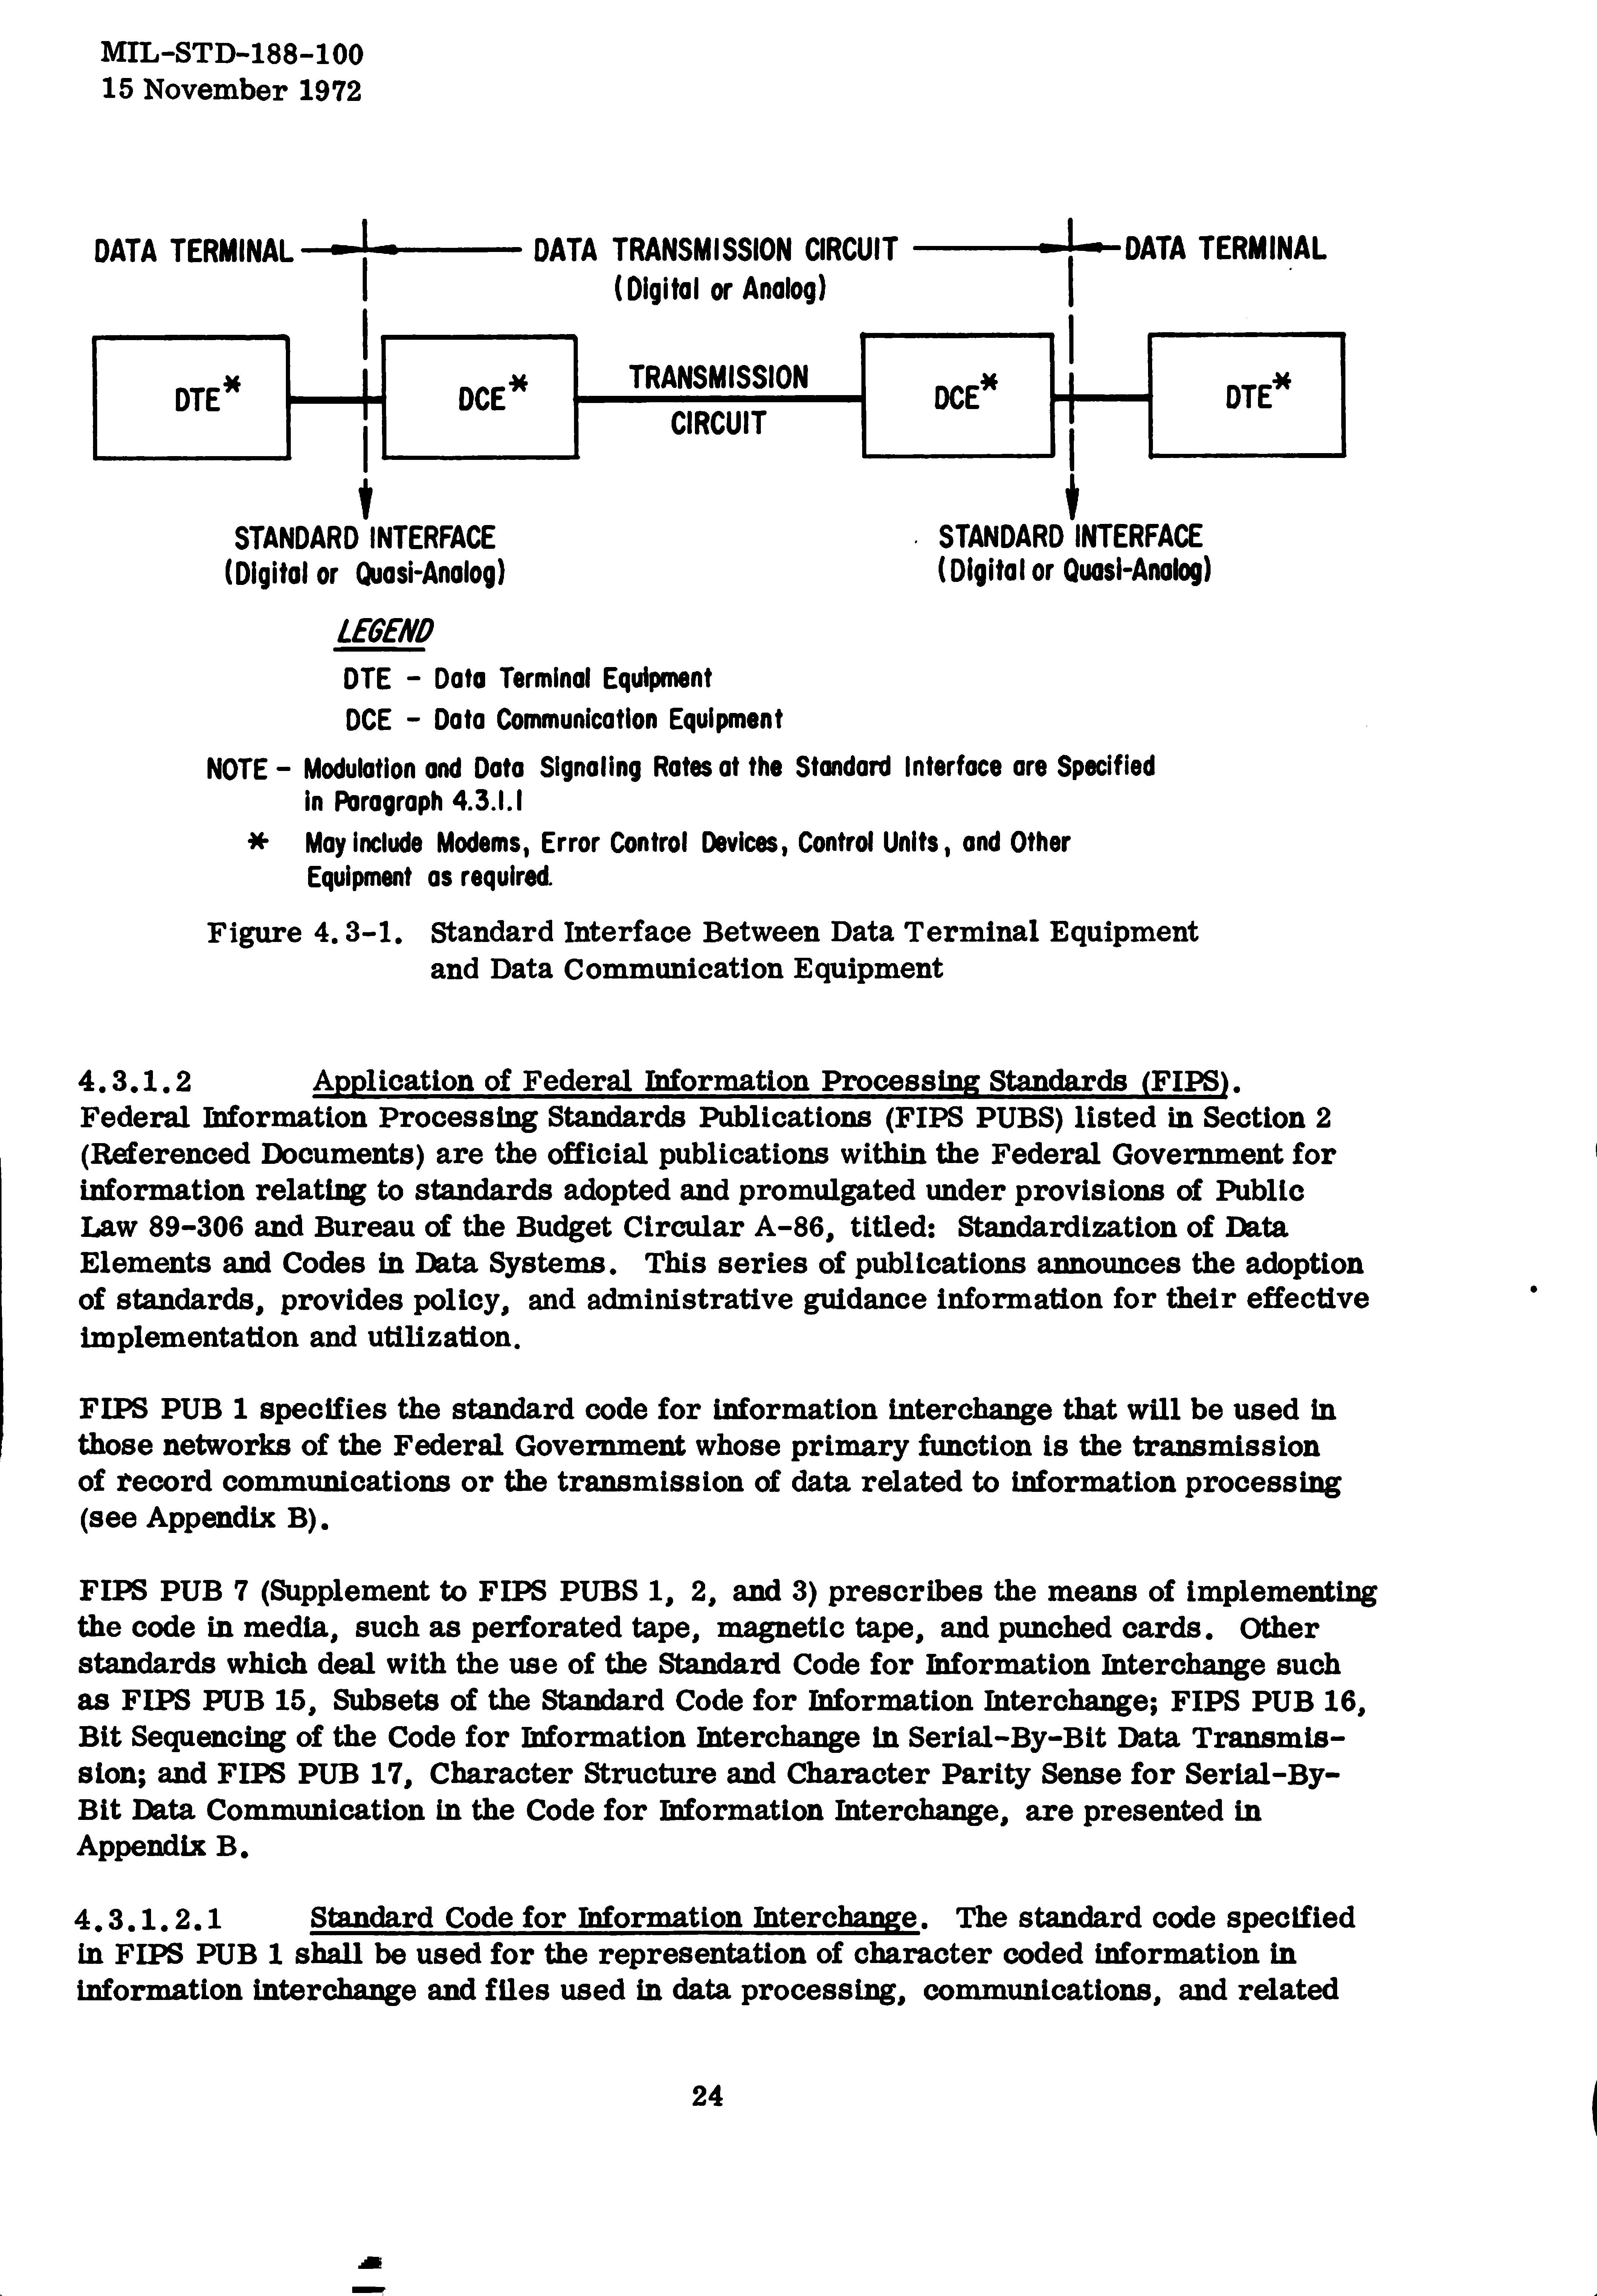 MIL-STD-188-100
15 November 1972
DATA TERMINAL DATA TRANSMISSION CIRCUIT DATA TERMINAL
(Digital or Analog)
DTE* DCE* TRANSMISSION CIRCUIT DCE* DTE*
STANDARD INTERFACE STANDARD INTERFACE
(Digital or Quasi-Analog) (Digital or Quasi-Analog)
LEGEND
DTE - Data Terminal Equipment
DCE - Data Communication Equipment
NOTE - Modulation and Data Signaling Rates at the Standard Interface are Specified
in Paragraph 4.3.1.1
* May include Modems, Error Control Devices, Control Units, and Other
Equipment as required.
Figure 4.3-1. Standard Interface Between Data Terminal Equipment
and Data Communication Equipment
4.3.1.2 Application of Federal Information Processing Standards (FIPS).
Federal Information Processing Standards Publications (FIPS PUBS) listed in Section 2
(Referenced Documents) are the official publications within the Federal Government for
information relating to standards adopted and promulgated under provisions of Public
Law 89-306 and Bureau of the Budget Circular A-86, titled: Standardization of Data
Elements and Codes in Data Systems. This series of publications announces the adoption
of standards, provides policy, and administrative guidance information for their effective
implementation and utilization.
FIPS PUB 1 specifies the standard code for information interchange that will be used in
those networks of the Federal Government whose primary function is the transmission
of record communications or the transmission of data related to information processing
(see Appendix B).
FIPS PUB 7 (Supplement to FIPS PUBS 1, 2, and 3) prescribes the means of implementing
the code in media, such as perforated tape, magnetic tape, and punched cards. Other
standards which deal with the use of the Standard Code for Information Interchange such
as FIPS PUB 15, Subsets of the Standard Code for Information Interchange; FIPS PUB 16,
Bit Sequencing of the Code for Information Interchange in Serial-By-Bit Data Transmis-
sion; and FIPS PUB 17, Character Structure and Character Parity Sense for Serial-By-
Bit Data Communication in the Code for Information Interchange, are presented in
Appendix B.
4.3.1.2.1 Standard Code for Information Interchange. The standard code specified
in FIPS PUB 1 shall be used for the representation of character coded information in
information interchange and files used in data processing, communications, and related
24